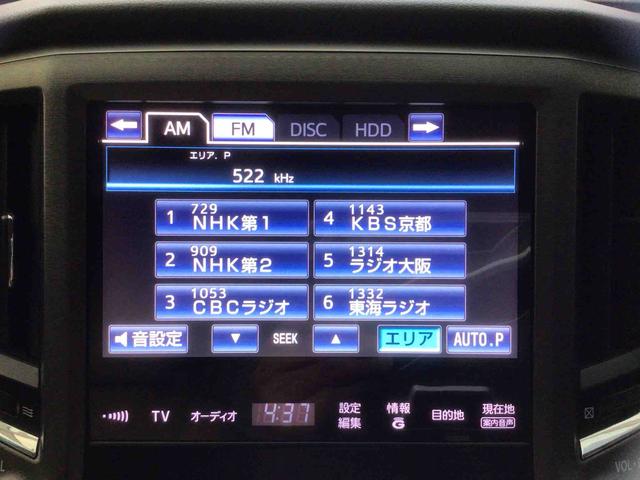 AM FM DISC HDD
エリア. P
522 kHz
1 729 NHK第1
4 1143 KBS京都
2 909 NHK第2
5 1314 ラジオ大阪
3 1053 CBCラジオ
6 1332 東海ラジオ
音設定 SEEK エリア AUTO.P
TV オーディオ 4:37 設定編集 情報G 目的地 現在地 案内音声
VOL